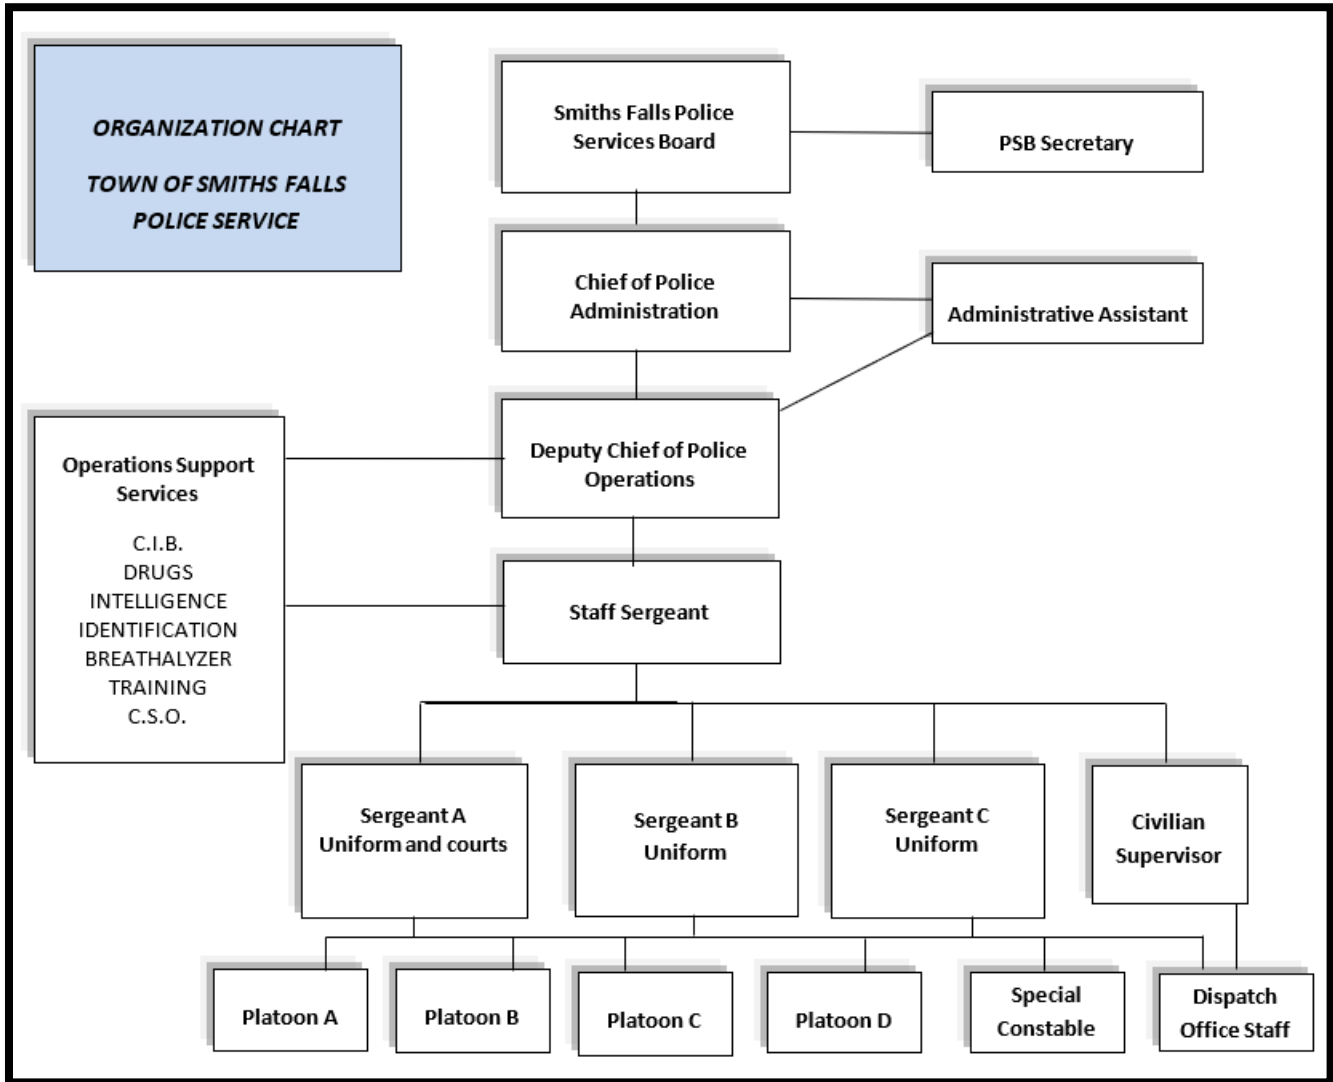 ORGANIZATION CHART
TOWN OF SMITHS FALLS
POLICE SERVICE
Smiths Falls Police
Services Board
PSB Secretary
Chief of Police
Administration
Administrative Assistant
Deputy Chief of Police
Operations
Operations Support
Services
C.I.B.
DRUGS
INTELLIGENCE
IDENTIFICATION
BREATHALYZER
TRAINING
C.S.O.
Staff Sergeant
Sergeant A
Uniform and courts
Sergeant B
Uniform
Sergeant C
Uniform
Civilian
Supervisor
Platoon A
Platoon B
Platoon C
Platoon D
Special
Constable
Dispatch
Office Staff